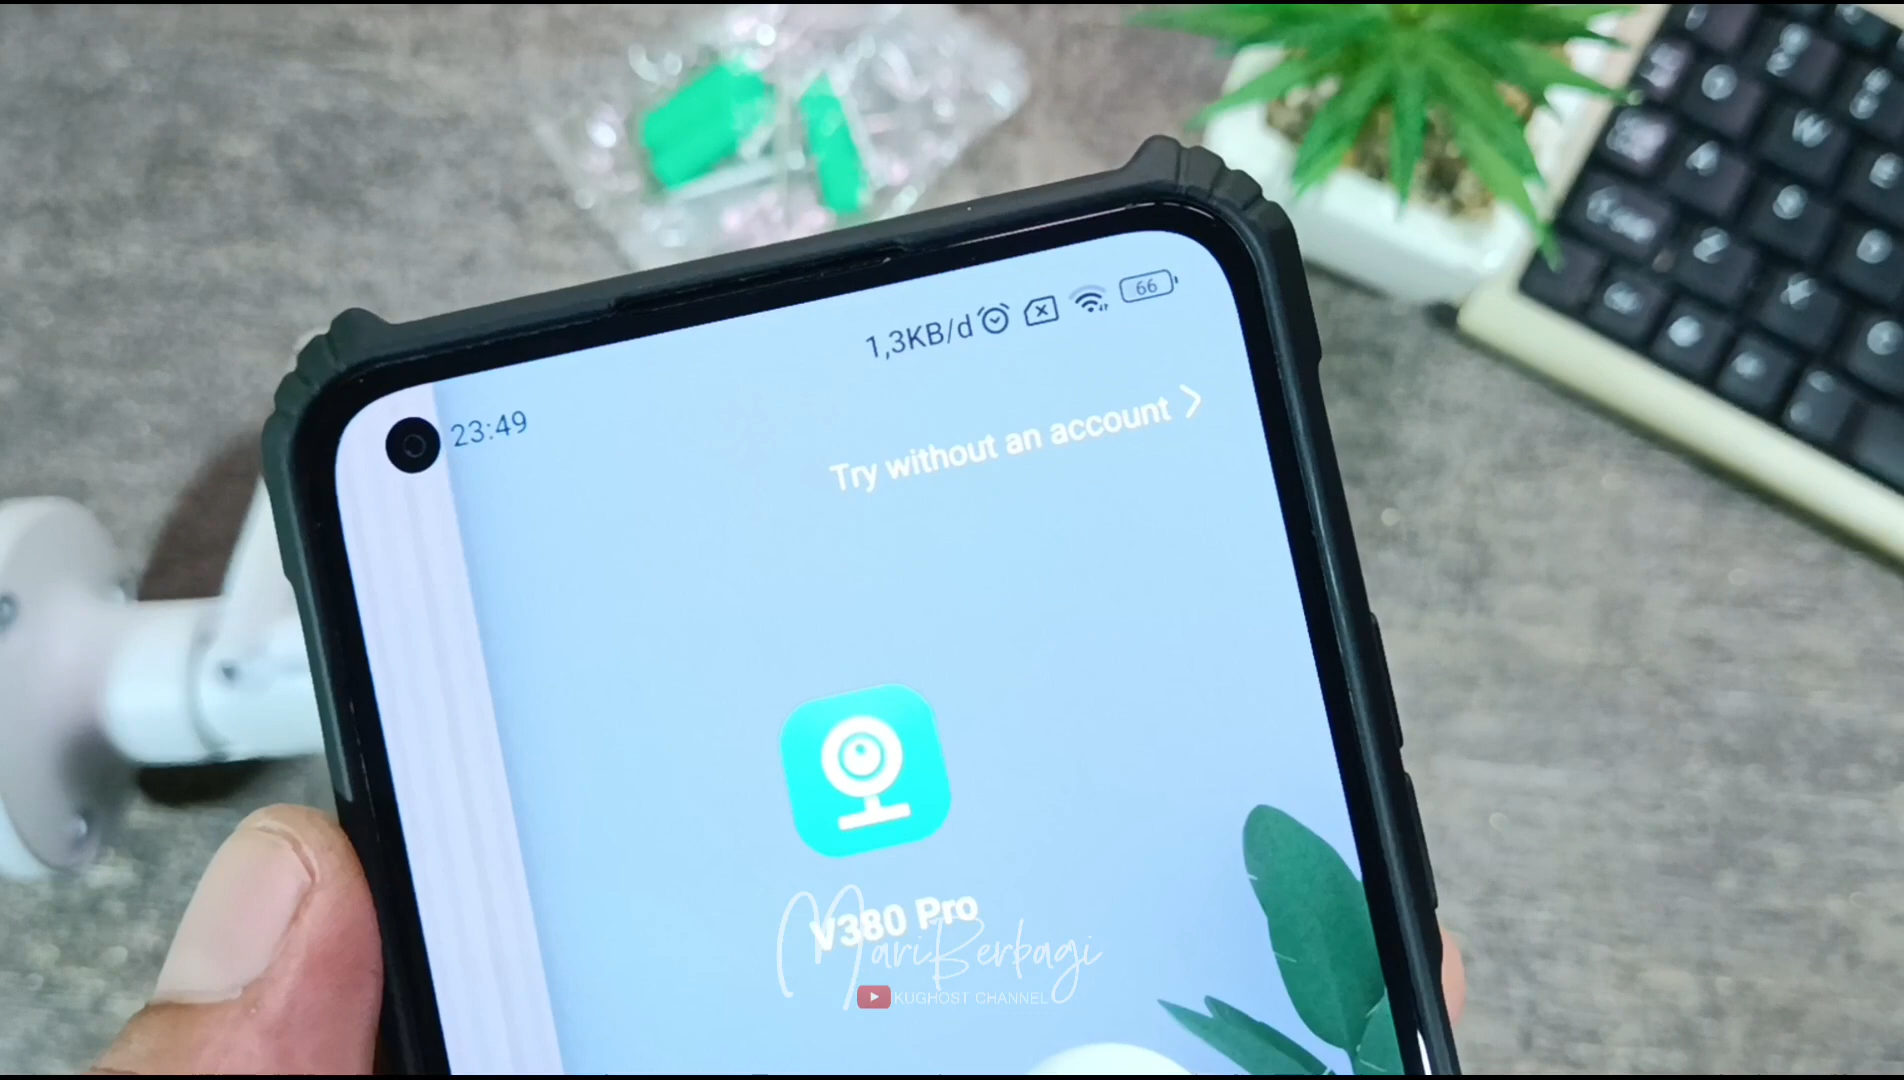 1,3KB/d
66
23:49
Try without an account
V380 Pro
MariBerbagi
KUGHOST CHANNEL
W